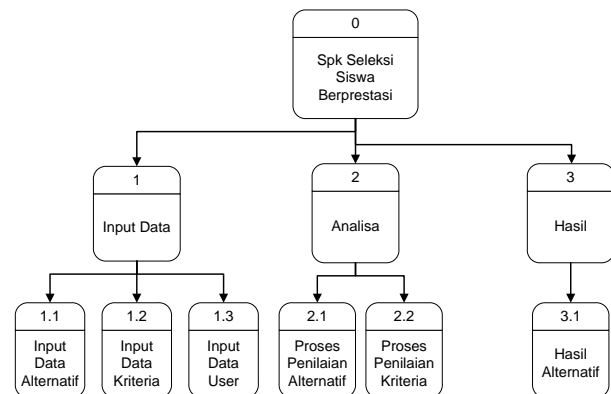 0
Spk Seleksi
Siswa
Berprestasi
1
Input Data
2
Analisa
3
Hasil
1.1
Input
Data
Alternatif
1.2
Input
Data
Kriteria
1.3
Input
Data
User
2.1
Proses
Penilaian
Alternatif
2.2
Proses
Penilaian
Kriteria
3.1
Hasil
Alternatif